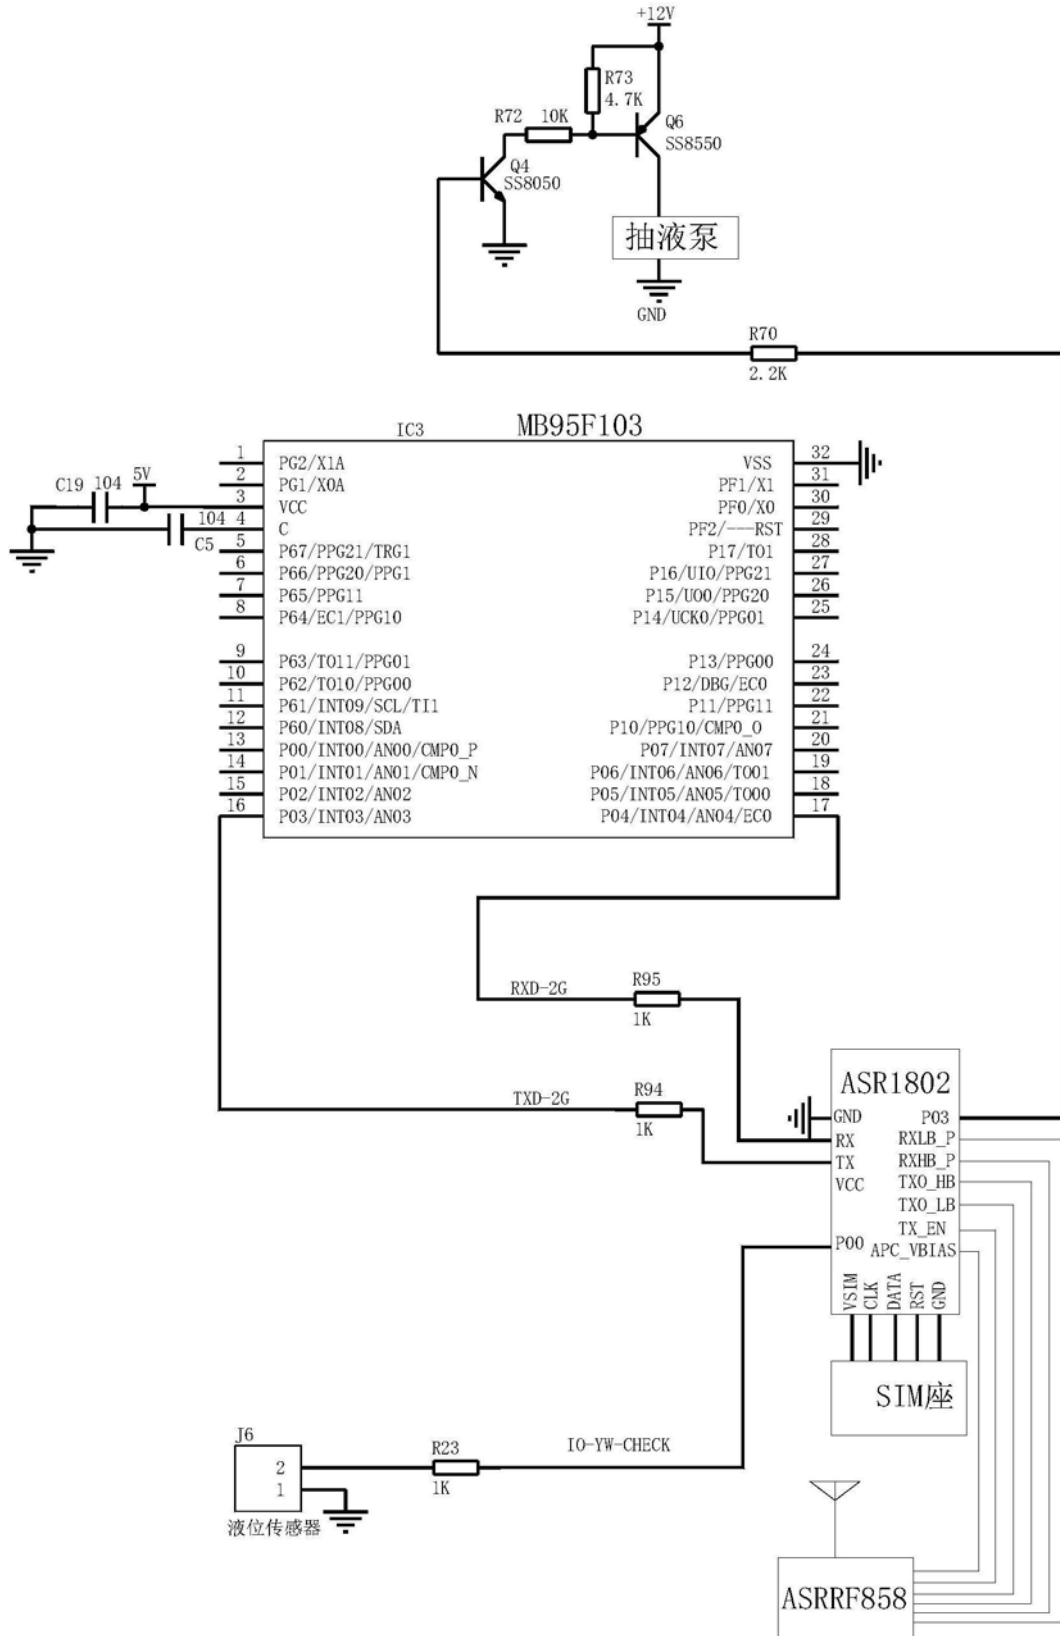 +12V
R73
4.7K
R72 10K
Q6
SS8550
Q4
SS8050
抽液泵
GND
R70
2.2K
IC3 MB95F103
1 PG2/X1A VSS 32
2 PG1/X0A PF1/X1 31
C19 104 5V
3 VCC PF0/X0 30
104 4 C PF2/---RST 29
C5
5 P67/PPG21/TRG1 P17/TO1 28
6 P66/PPG20/PPG1 P16/UI0/PPG21 27
7 P65/PPG11 P15/UO0/PPG20 26
8 P64/EC1/PPG10 P14/UCK0/PPG01 25
9 P63/TO11/PPG01 P13/PPG00 24
10 P62/TO10/PPG00 P12/DBG/EC0 23
11 P61/INT09/SCL/TI1 P11/PPG11 22
12 P60/INT08/SDA P10/PPG10/CMP0_O 21
13 P00/INT00/AN00/CMP0_P P07/INT07/AN07 20
14 P01/INT01/AN01/CMP0_N P06/INT06/AN06/TO01 19
15 P02/INT02/AN02 P05/INT05/AN05/TO00 18
16 P03/INT03/AN03 P04/INT04/AN04/EC0 17
RXD-2G R95
1K
TXD-2G R94
1K
ASR1802
GND P03
RX RXLB_P
TX RXHB_P
VCC TXO_HB
TXO_LB
TX_EN
P00 APC_VBIAS
VSIM CLK DATA RST GND
SIM座
J6
2 R23 IO-YW-CHECK
1 1K
液位传感器
ASRRF858